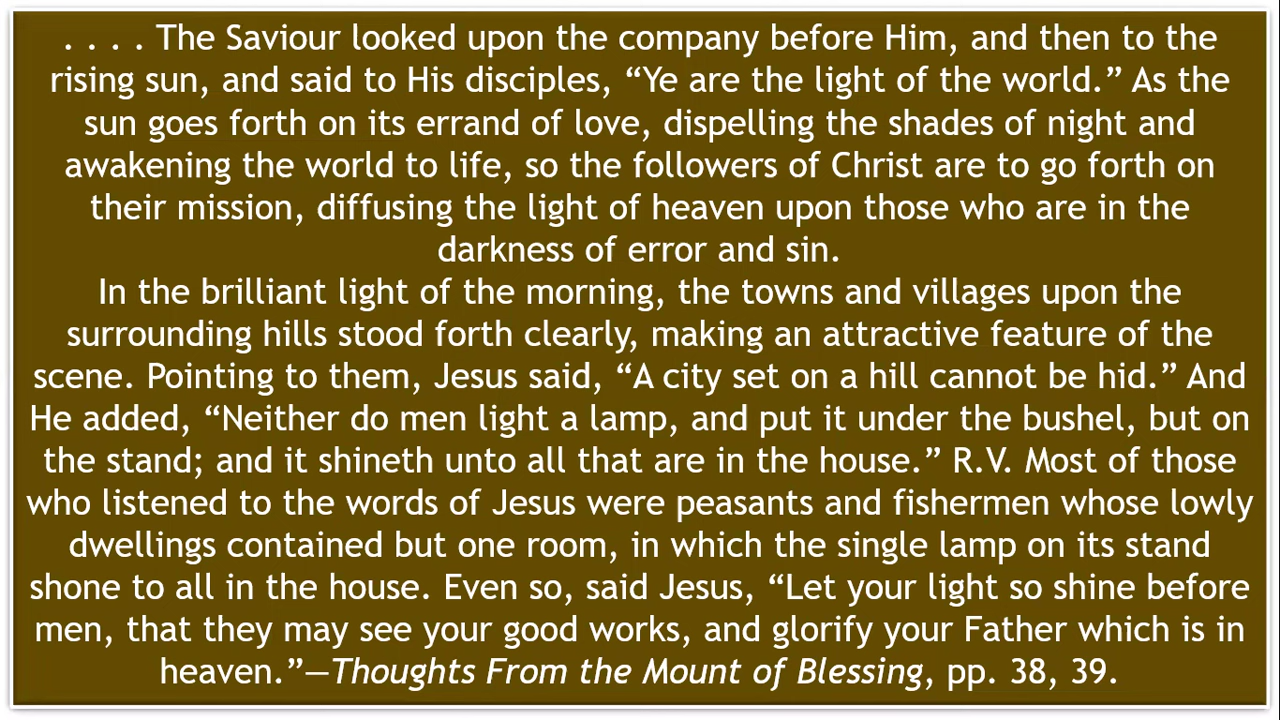 . . . . The Saviour looked upon the company before Him, and then to the
rising sun, and said to His disciples, “Ye are the light of the world.” As the
sun goes forth on its errand of love, dispelling the shades of night and
awakening the world to life, so the followers of Christ are to go forth on
their mission, diffusing the light of heaven upon those who are in the
darkness of error and sin.
In the brilliant light of the morning, the towns and villages upon the
surrounding hills stood forth clearly, making an attractive feature of the
scene. Pointing to them, Jesus said, “A city set on a hill cannot be hid.” And
He added, “Neither do men light a lamp, and put it under the bushel, but on
the stand; and it shineth unto all that are in the house.” R.V. Most of those
who listened to the words of Jesus were peasants and fishermen whose lowly
dwellings contained but one room, in which the single lamp on its stand
shone to all in the house. Even so, said Jesus, “Let your light so shine before
men, that they may see your good works, and glorify your Father which is in
heaven.”—Thoughts From the Mount of Blessing, pp. 38, 39.